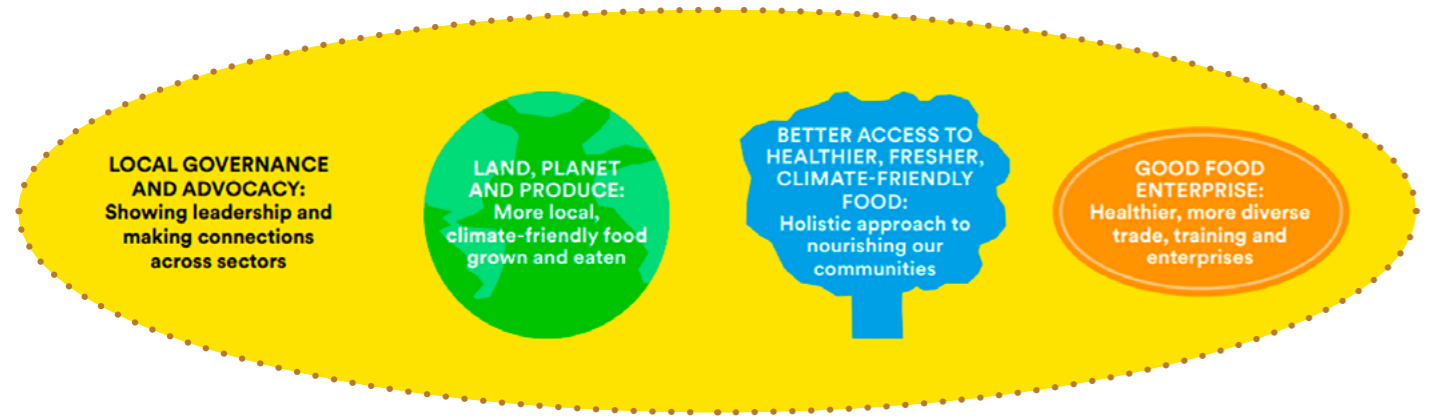 LOCAL GOVERNANCE
AND ADVOCACY:
Showing leadership and
making connections
across sectors
LAND, PLANET
AND PRODUCE:
More local,
climate-friendly food
grown and eaten
BETTER ACCESS TO
HEALTHIER, FRESHER,
CLIMATE-FRIENDLY
FOOD:
Holistic approach to
nourishing our
communities
GOOD FOOD
ENTERPRISE:
Healthier, more diverse
trade, training and
enterprises